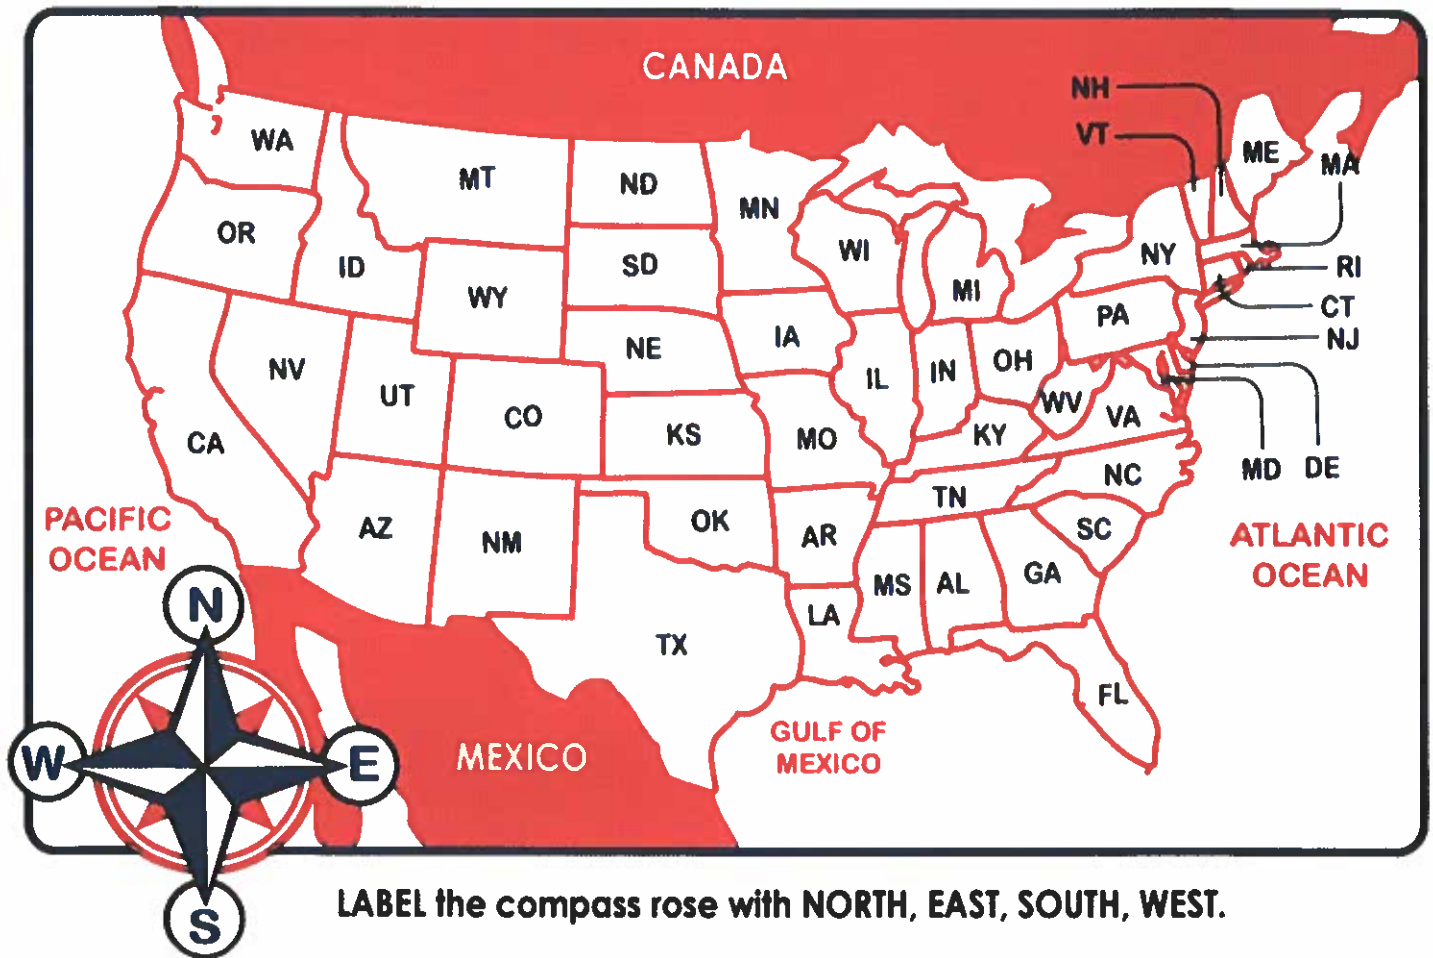 CANADA
NH
VT
WA
ME
MA
MT
ND
MN
OR
WI
NY
ID
SD
RI
WY
MI
CT
PA
IA
NJ
NE
NV
IL
IN
OH
UT
WV
CO
VA
KS
MO
KY
CA
MD
DE
NC
TN
PACIFIC
OCEAN
AZ
NM
OK
AR
SC
ATLANTIC
OCEAN
MS
AL
GA
N
LA
TX
FL
GULF OF
MEXICO
MEXICO
W
E
S
LABEL the compass rose with NORTH, EAST, SOUTH, WEST.